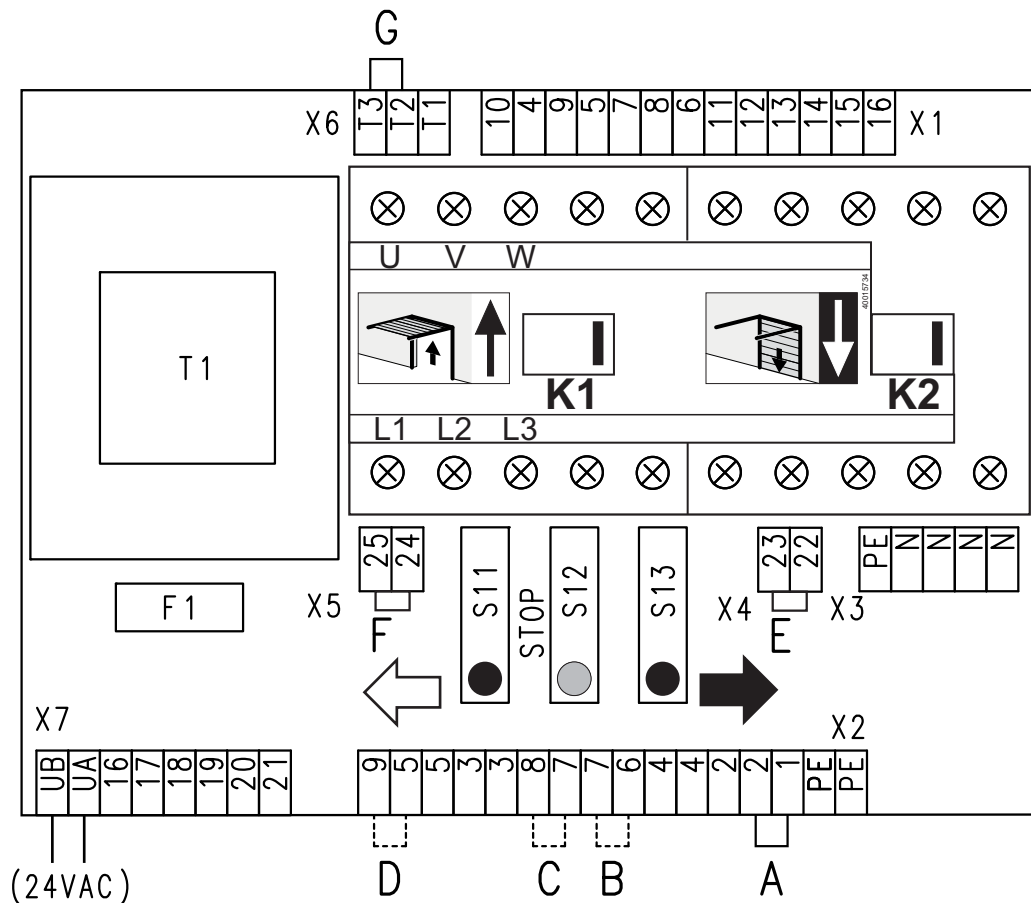 G
X6 T3 T2 T1 10 4 9 5 7 8 6 11 12 13 14 15 16 X1
U V W
40015734
T1
K1 K2
L1 L2 L3
25 24 S11 STOP S12 S13 23 22 PE N N N N
F1 X5 F X4 E X3
X7 X2
UB UA 16 17 18 19 20 21 9 5 5 3 3 8 7 7 6 4 4 2 2 1 PE PE
(24VAC) D C B A